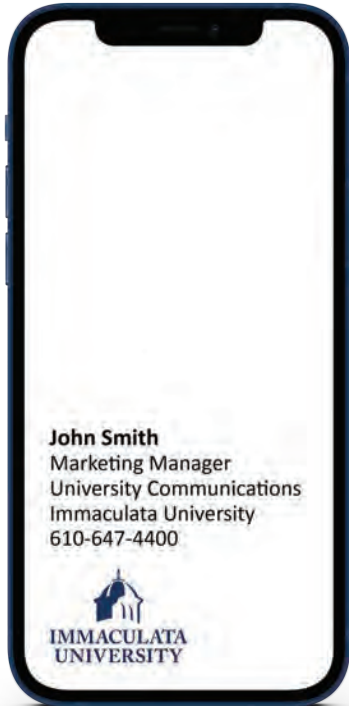 John Smith
Marketing Manager
University Communications
Immaculata University
610-647-4400
IMMACULATA
UNIVERSITY